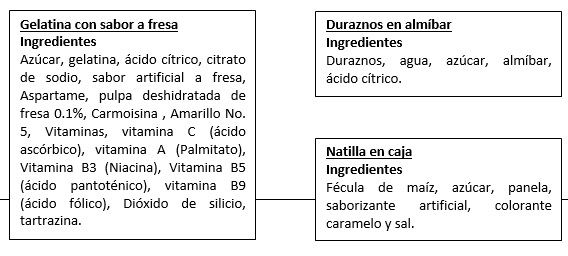 Gelatina con sabor a fresa
Ingredientes
Azúcar, gelatina, ácido cítrico, citrato
de sodio, sabor artificial a fresa,
Aspartame, pulpa deshidratada de
fresa 0.1%, Carmoisina , Amarillo No.
5, Vitaminas, vitamina C (ácido
ascórbico), vitamina A (Palmitato),
Vitamina B3 (Niacina), Vitamina B5
(ácido pantoténico), vitamina B9
(ácido fólico), Dióxido de silicio,
tartrazina.
Duraznos en almíbar
Ingredientes
Duraznos, agua, azúcar, almíbar,
ácido cítrico.
Natilla en caja
Ingredientes
Fécula de maíz, azúcar, panela,
saborizante artificial, colorante
caramelo y sal.